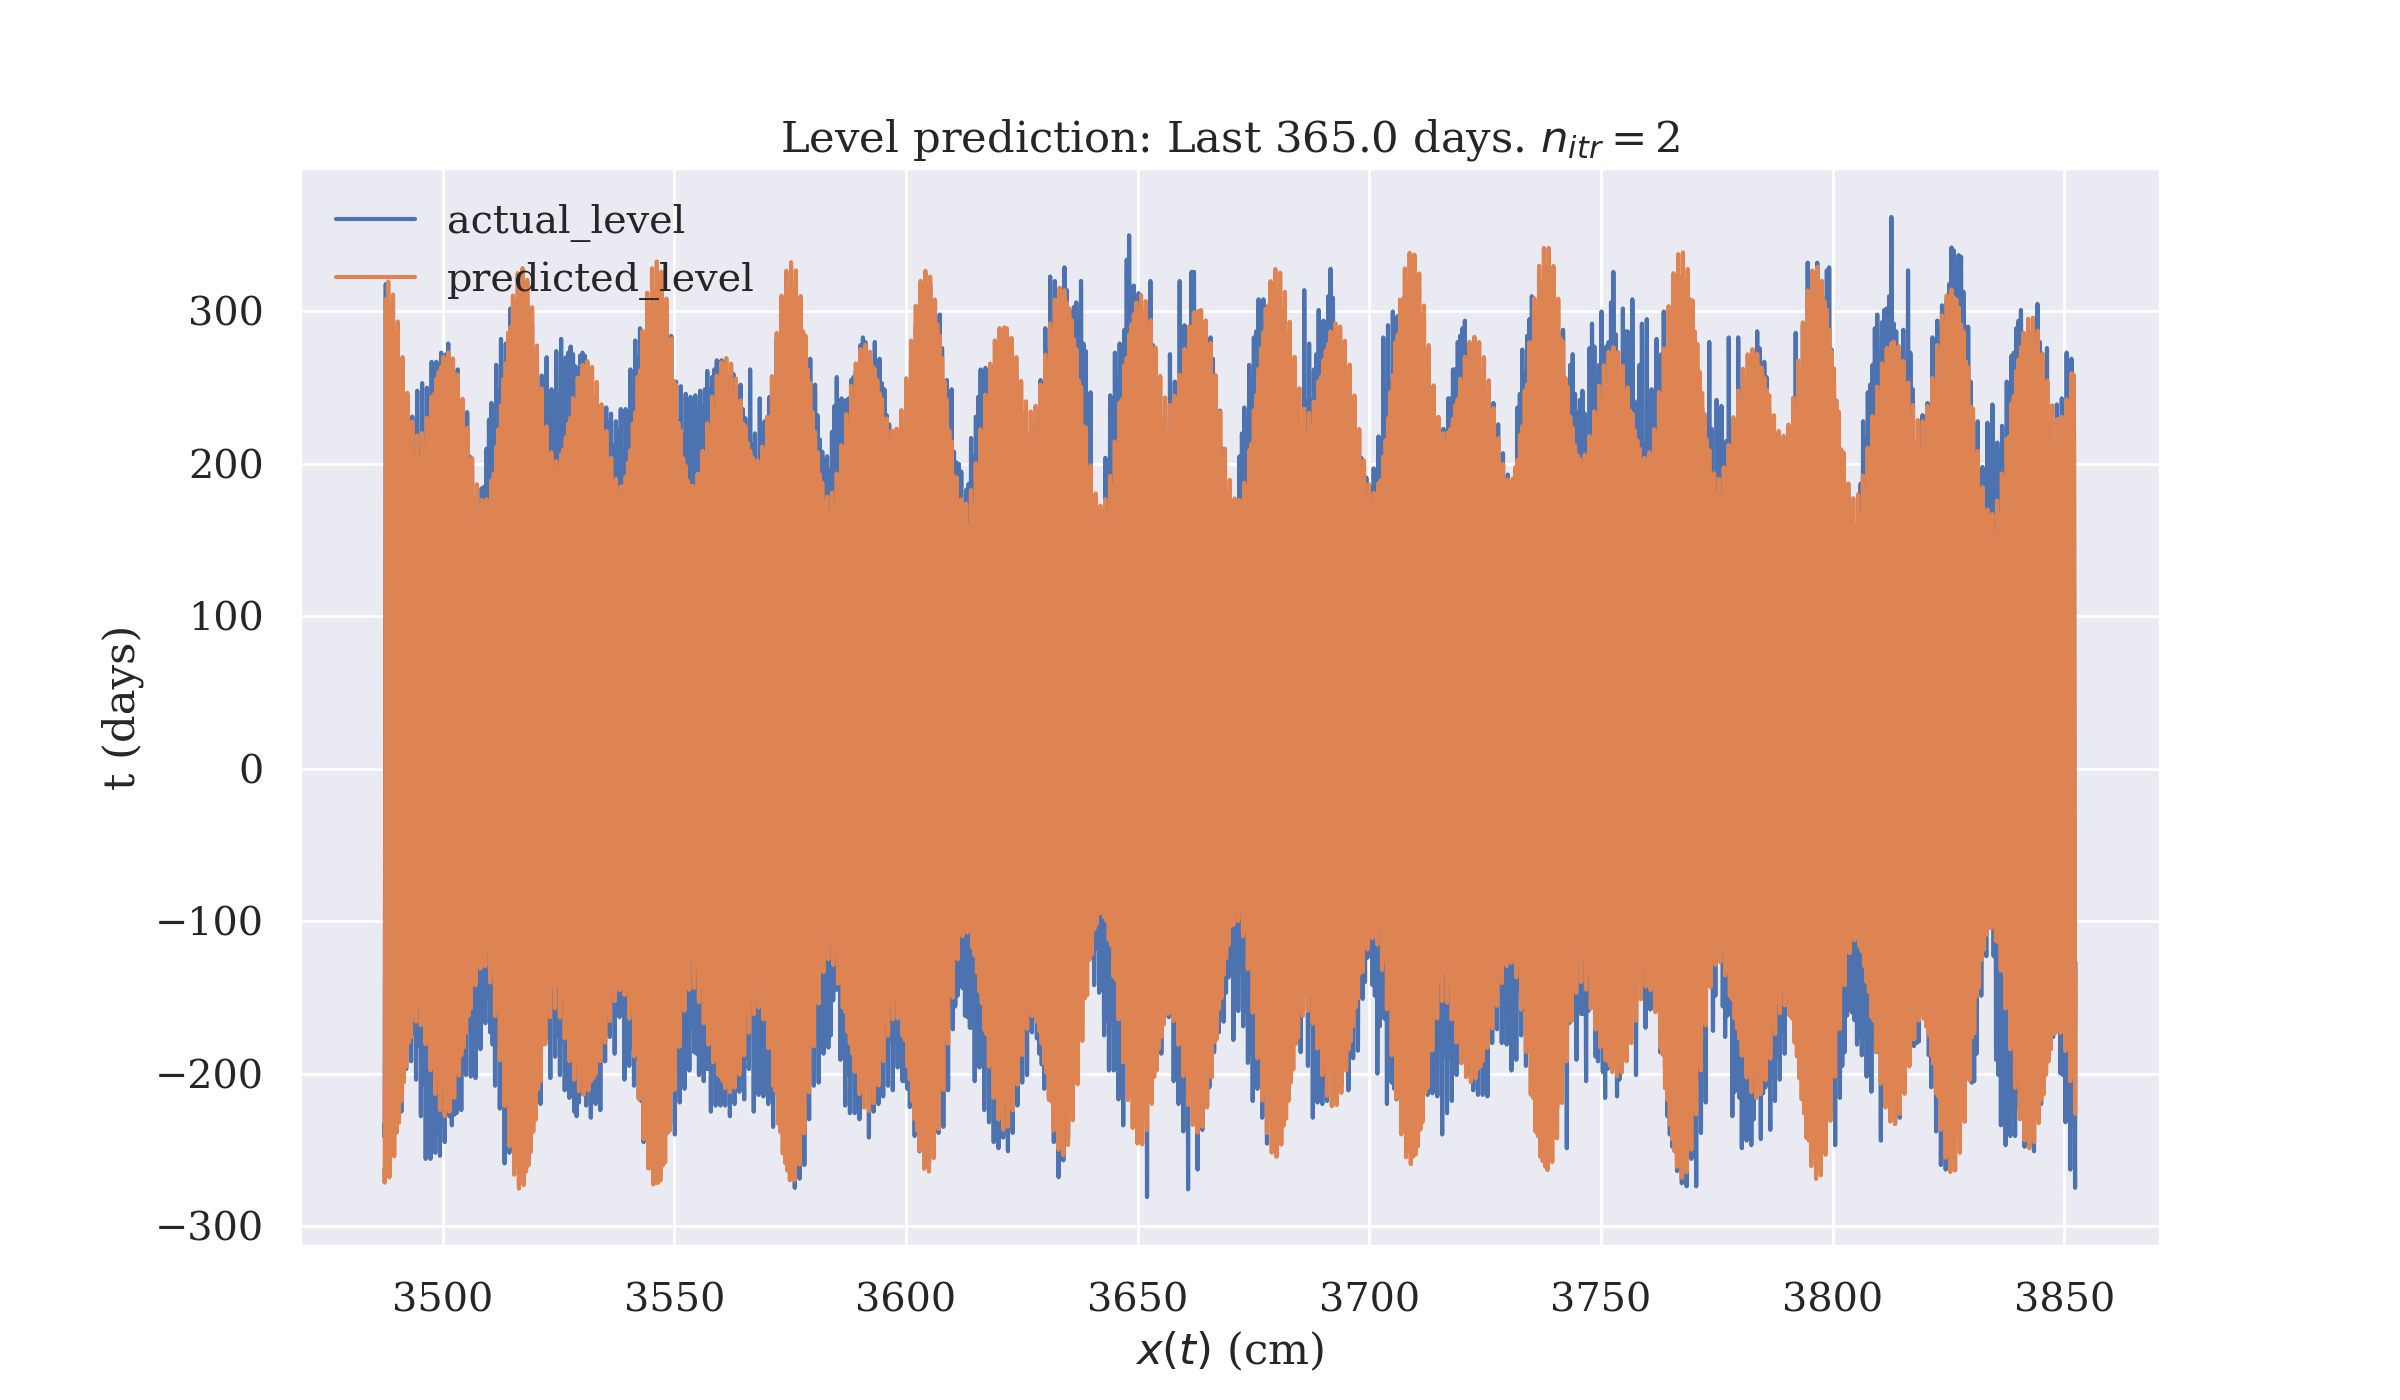 Level prediction: Last 365.0 days. n_{itr} = 2
actual_level
predicted_level
300
200
100
0
−100
−200
−300
t (days)
3500 3550 3600 3650 3700 3750 3800 3850
x(t) (cm)